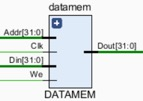 datamem
Addr[31:0]
Clk
Dout[31:0]
Din[31:0]
We
DATAMEM